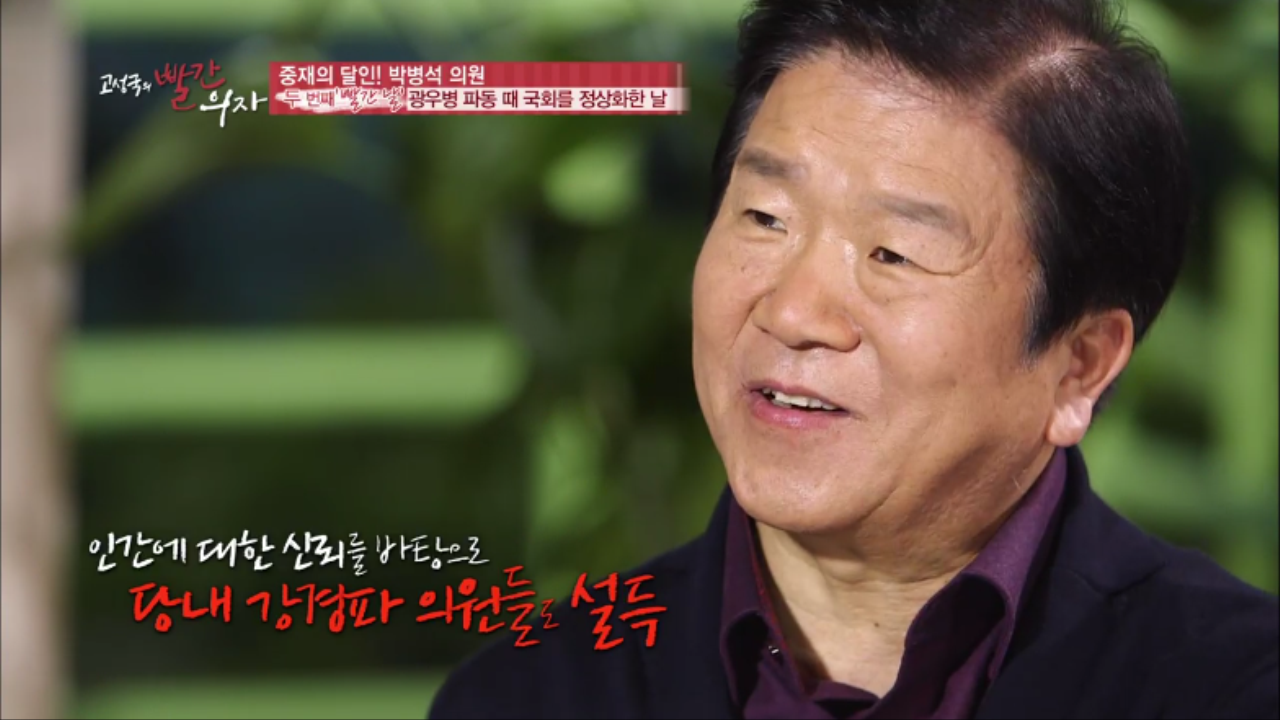 고성국의 빨간 의자
중재의 달인! 박병석 의원
두 번째 '빨간 날' 광우병 파동 때 국회를 정상화한 날
인간에 대한 신뢰를 바탕으로
당내 강경파 의원들도 설득